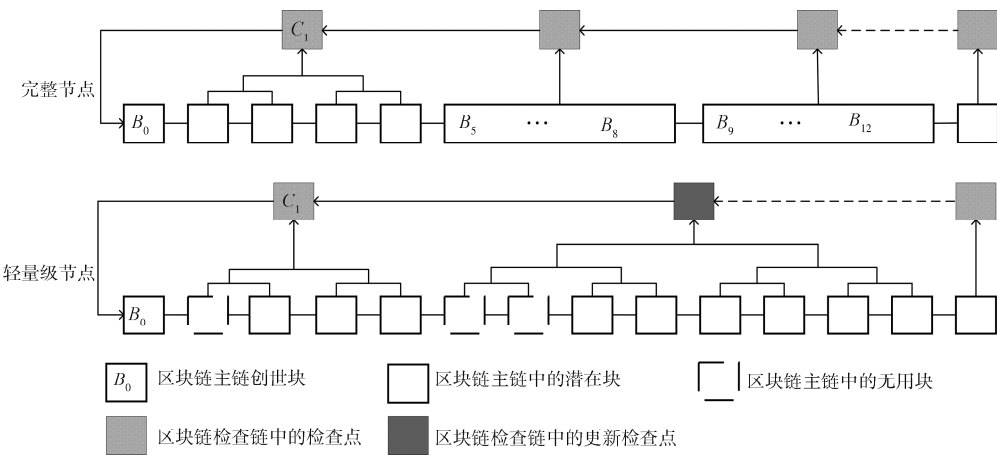 C1
完整节点
B0
B5 ··· B8
B9 ··· B12
C1
轻量级节点
B0
B0 区块链主链创世块
区块链主链中的潜在块
区块链主链中的无用块
区块链检查链中的检查点
区块链检查链中的更新检查点